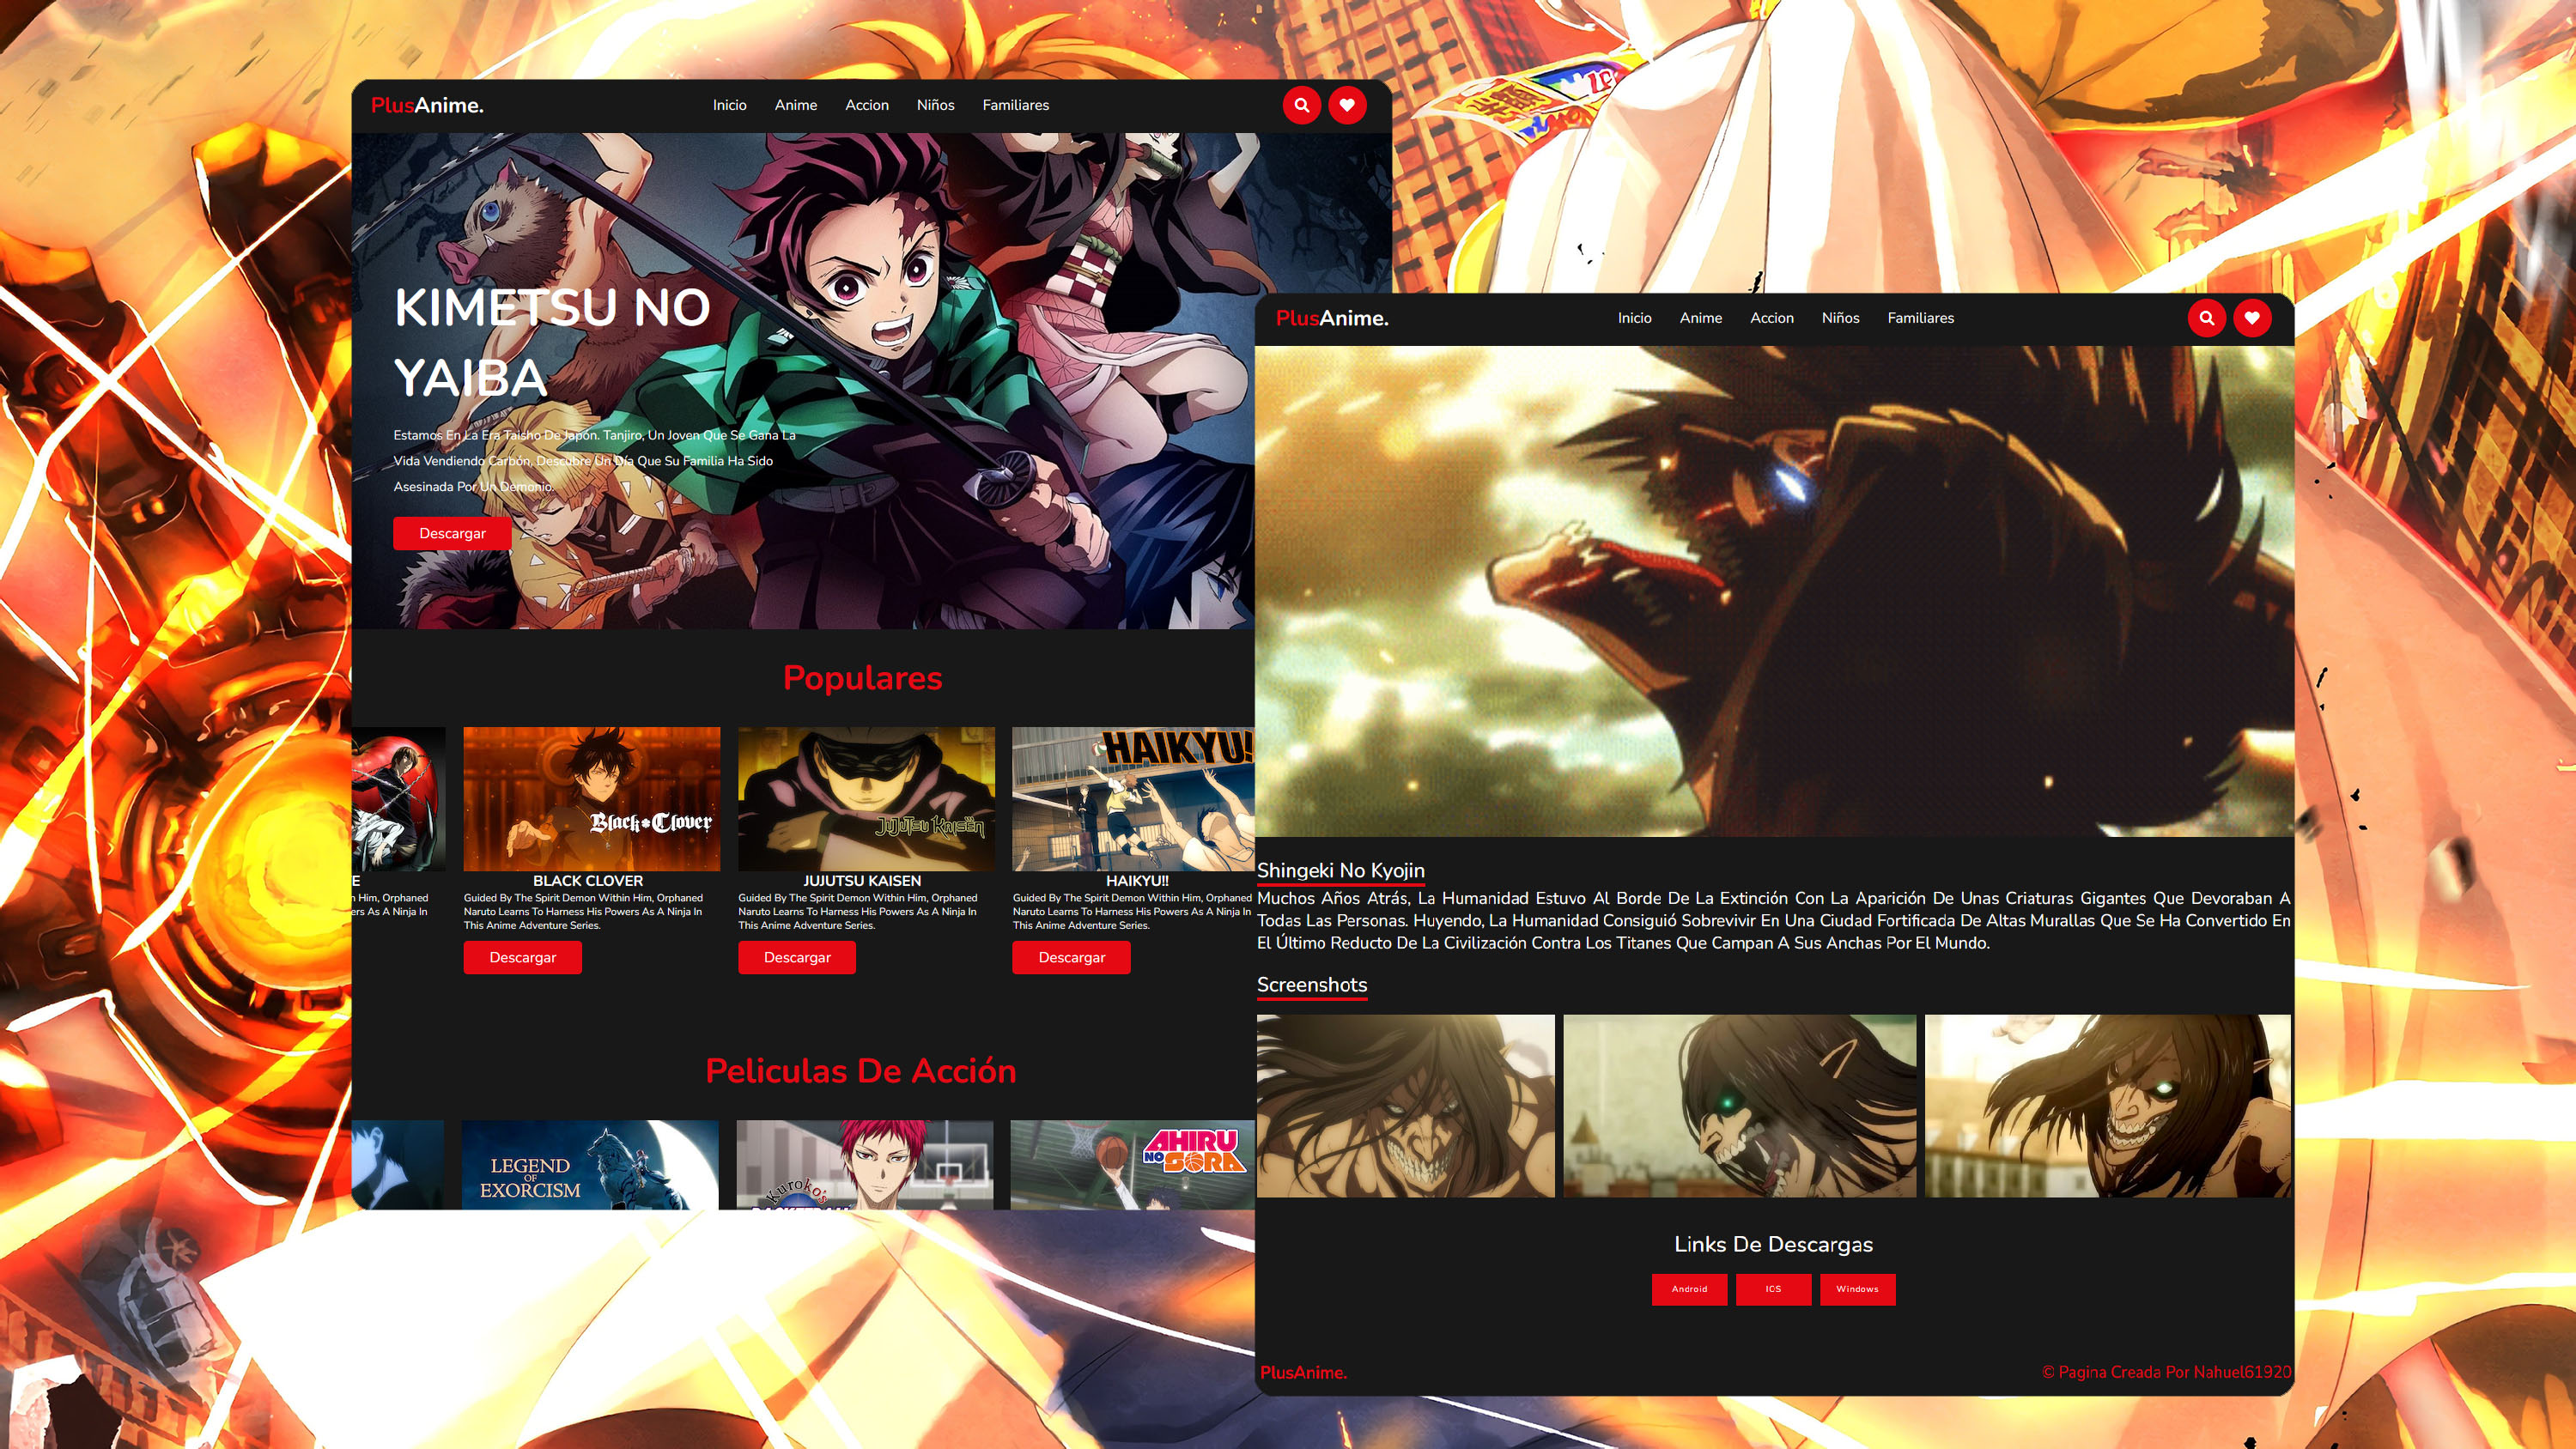 PlusAnime.
Inicio Anime Accion Niños Familiares
KIMETSU NO
YAIBA
Estamos En La Era Taisho De Japón. Tanjiro, Un Joven Que Se Gana La
Vida Vendiendo Carbón, Descubre Un Día Que Su Familia Ha Sido
Asesinada Por Un Demonio.
Descargar
Populares
Black Clover
JUJUTSU KAISEN
HAIKYU!!
E
n Him, Orphaned
ers As A Ninja In
BLACK CLOVER
Guided By The Spirit Demon Within Him, Orphaned
Naruto Learns To Harness His Powers As A Ninja In
This Anime Adventure Series.
Descargar
JUJUTSU KAISEN
Guided By The Spirit Demon Within Him, Orphaned
Naruto Learns To Harness His Powers As A Ninja In
This Anime Adventure Series.
Descargar
HAIKYU!!
Guided By The Spirit Demon Within Him, Orphaned
Naruto Learns To Harness His Powers As A Ninja In
This Anime Adventure Series.
Descargar
Peliculas De Acción
LEGEND
OF
EXORCISM
Kuroko's
BASKETBALL
AHIRU
NO SORA
PlusAnime.
Inicio Anime Accion Niños Familiares
Shingeki No Kyojin
Muchos Años Atrás, La Humanidad Estuvo Al Borde De La Extinción Con La Aparición De Unas Criaturas Gigantes Que Devoraban A
Todas Las Personas. Huyendo, La Humanidad Consiguió Sobrevivir En Una Ciudad Fortificada De Altas Murallas Que Se Ha Convertido En
El Último Reducto De La Civilización Contra Los Titanes Que Campan A Sus Anchas Por El Mundo.
Screenshots
Links De Descargas
Android IOS Windows
PlusAnime.
© Pagina Creada Por Nahuel61920